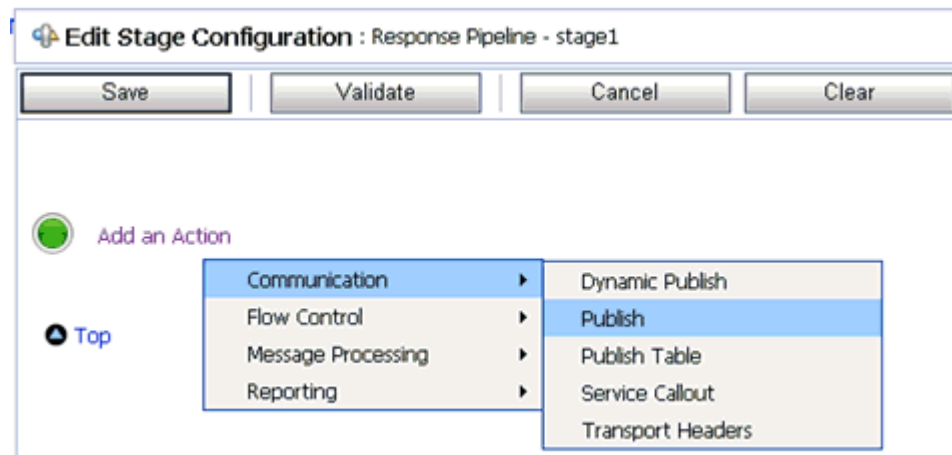 Edit Stage Configuration : Response Pipeline - stage1
Save Validate Cancel Clear
Add an Action
Communication
Flow Control
Message Processing
Reporting
Dynamic Publish
Publish
Publish Table
Service Callout
Transport Headers
Top